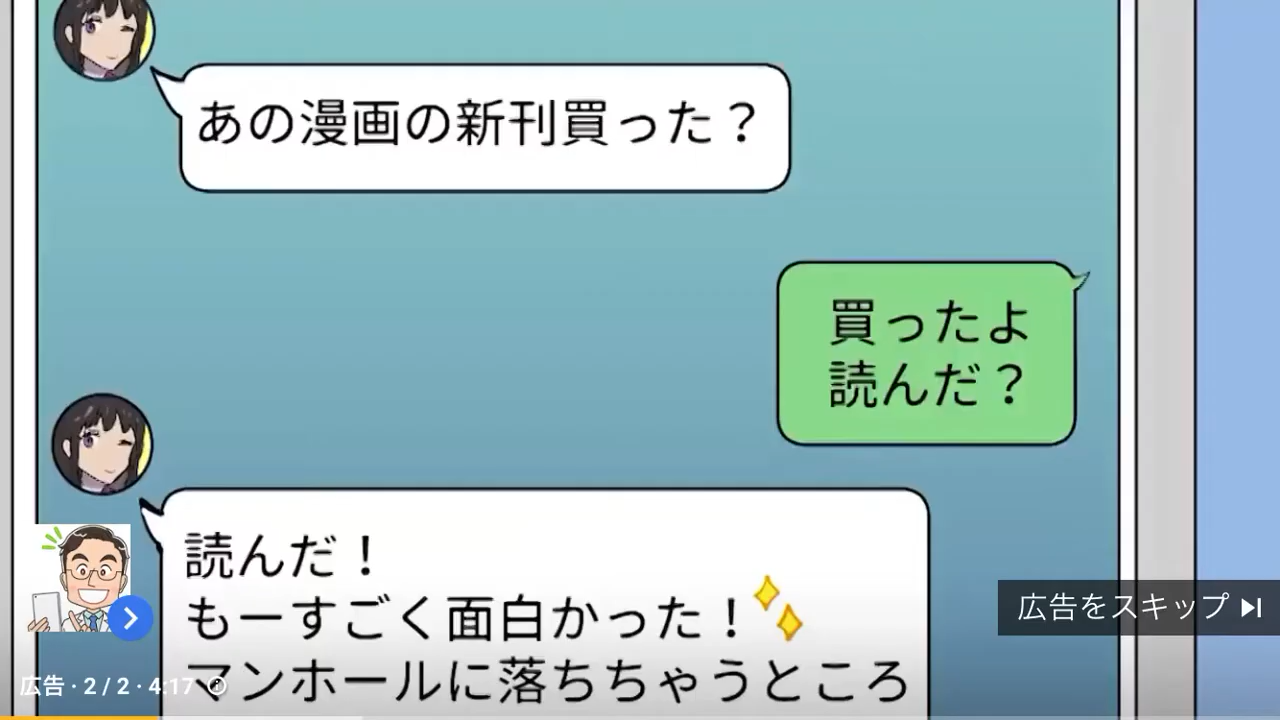 あの漫画の新刊買った？
買ったよ
読んだ？
読んだ！
もーすごく面白かった！
マンホールに落ちちゃうところ
広告をスキップ
広告・2 / 2・4:17